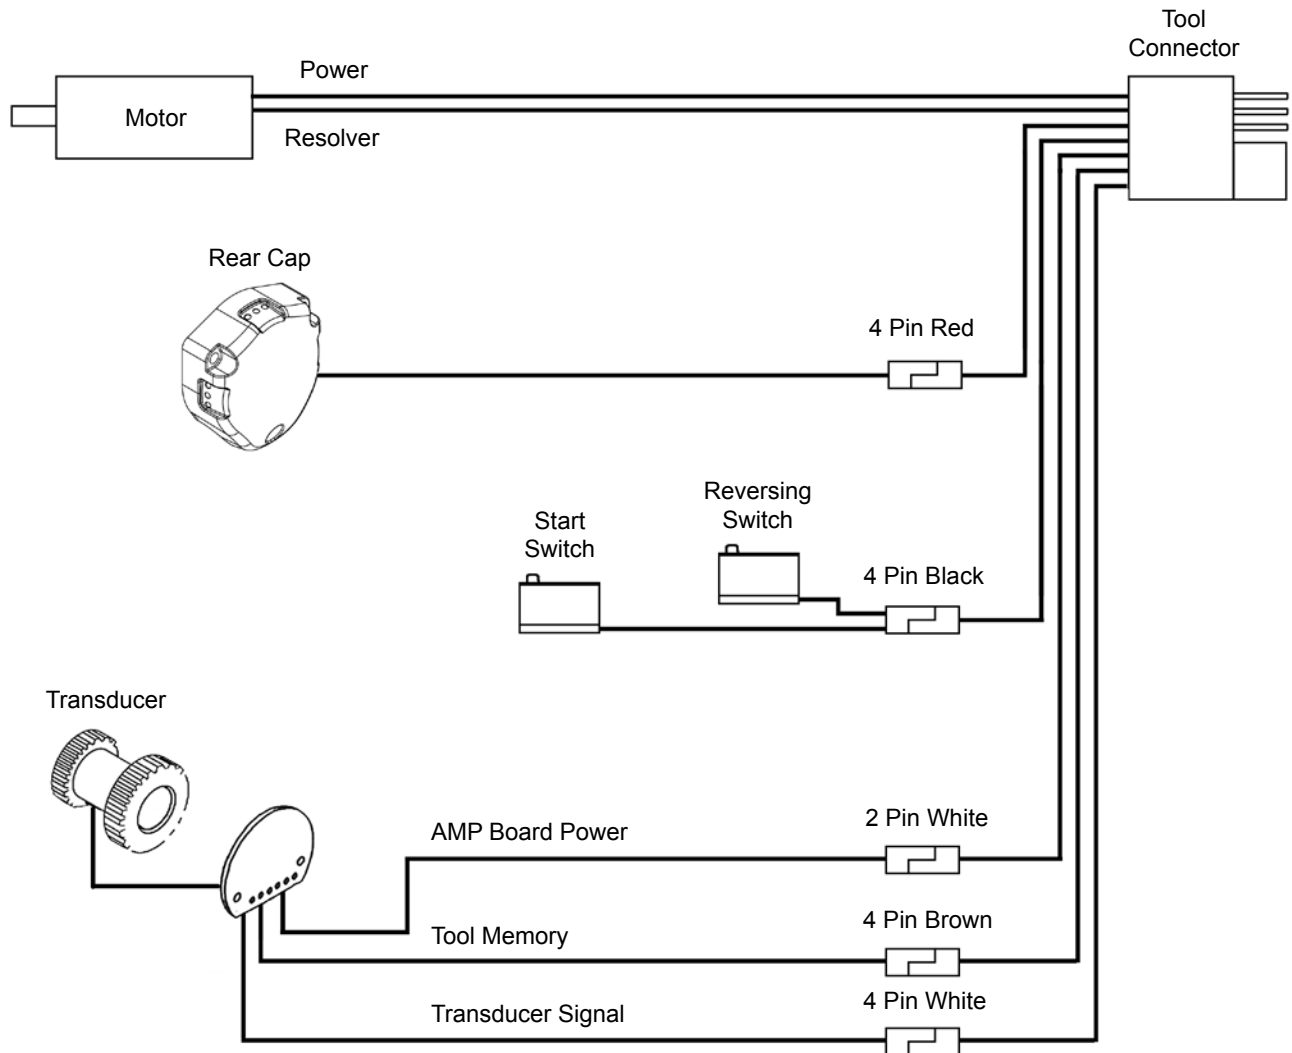 Tool
Connector
Power
Motor
Resolver
Rear Cap
4 Pin Red
Reversing
Switch
Start
Switch
4 Pin Black
Transducer
AMP Board Power
2 Pin White
Tool Memory
4 Pin Brown
Transducer Signal
4 Pin White